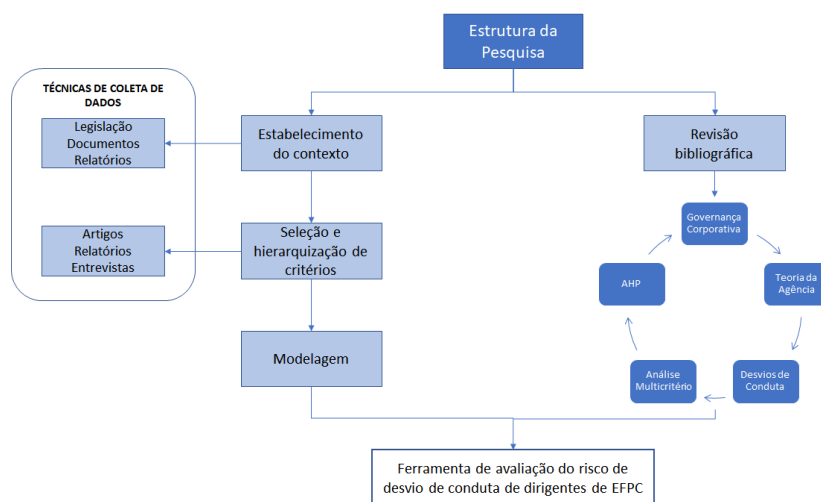 Estrutura da
Pesquisa
TÉCNICAS DE COLETA DE
DADOS
Legislação
Documentos
Relatórios
Estabelecimento
do contexto
Revisão
bibliográfica
Artigos
Relatórios
Entrevistas
Seleção e
hierarquização de
critérios
Modelagem
Governança
Corporativa
Teoria da
Agência
Desvios de
Conduta
Análise
Multicritério
AHP
Ferramenta de avaliação do risco de
desvio de conduta de dirigentes de EFPC